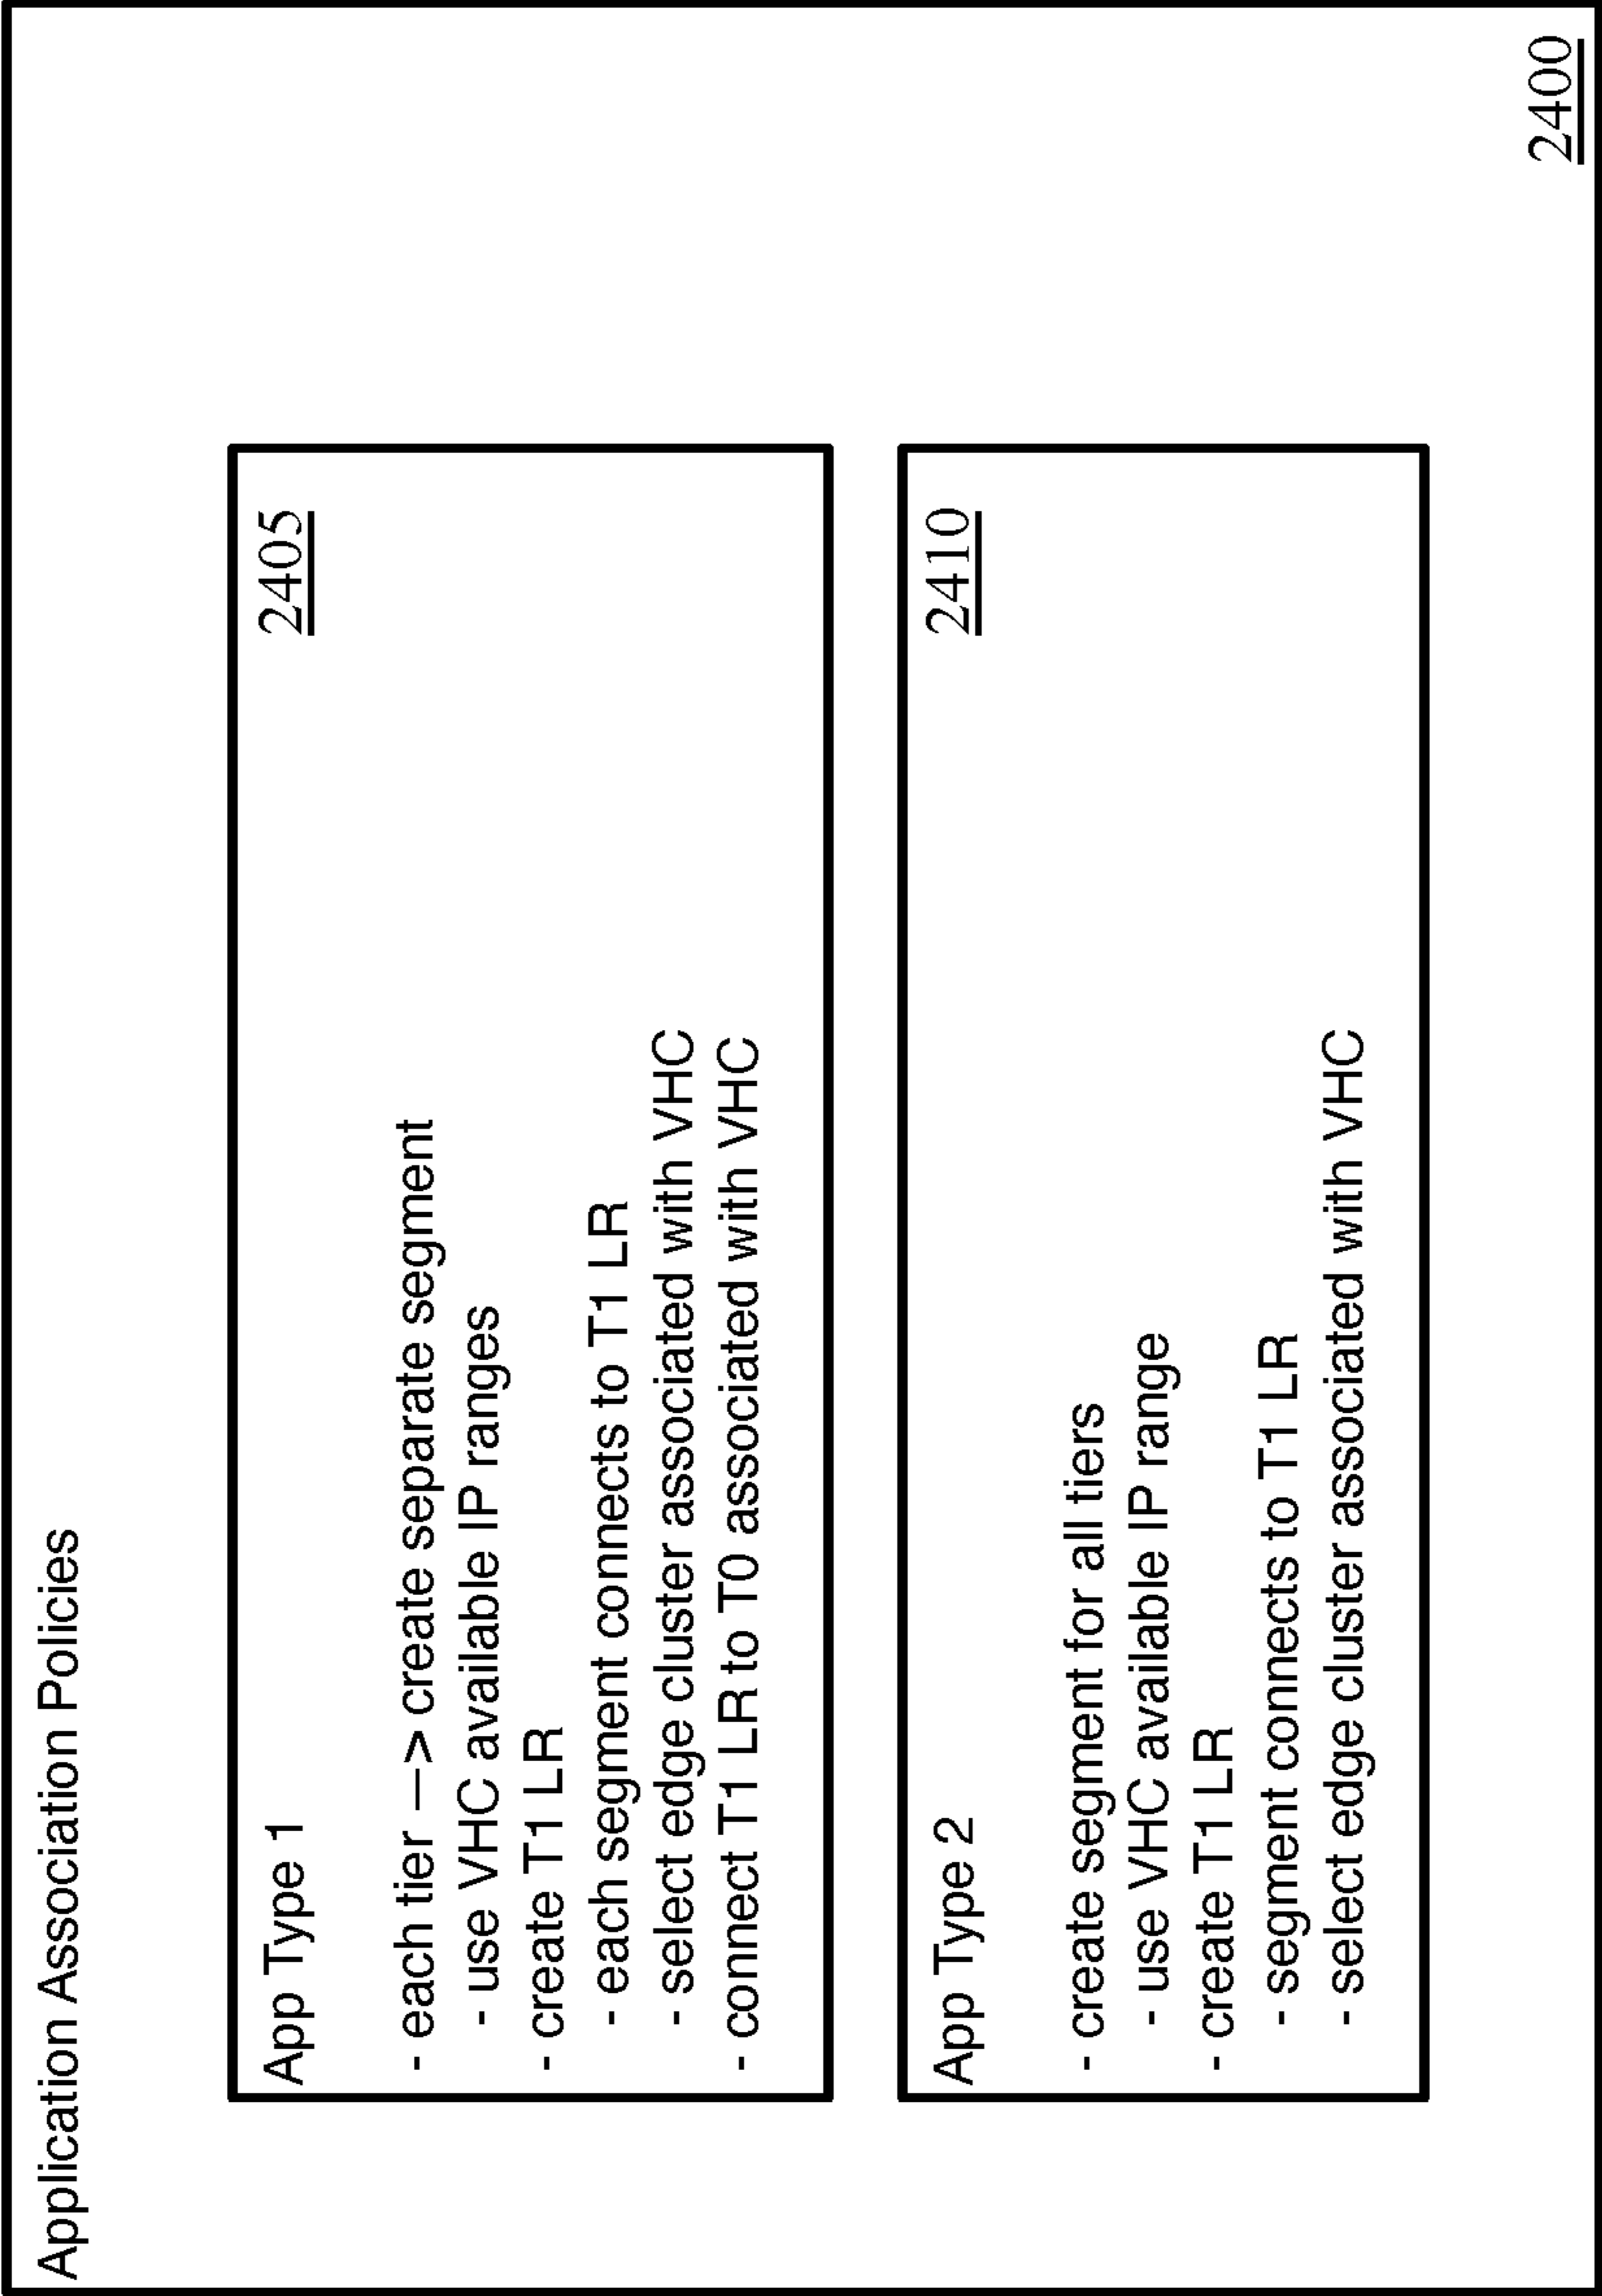 Application Association Policies
App Type 1
2405
- each tier —> create separate segment
- use VHC available IP ranges
- create T1 LR
- each segment connects to T1 LR
- select edge cluster associated with VHC
- connect T1 LR to T0 associated with VHC
App Type 2
2410
- create segment for all tiers
- use VHC available IP range
- create T1 LR
- segment connects to T1 LR
- select edge cluster associated with VHC
2400